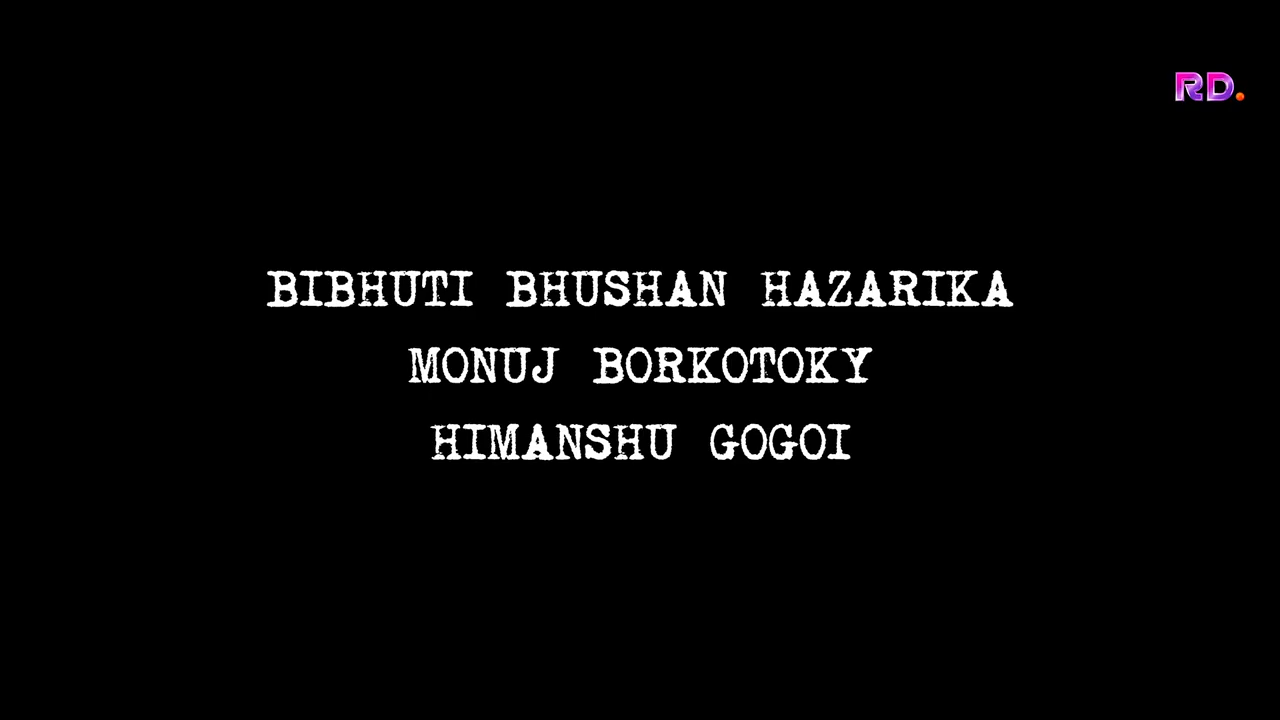 RD.
BIBHUTI BHUSHAN HAZARIKA
MONUJ BORKOTOKY
HIMANSHU GOGOI